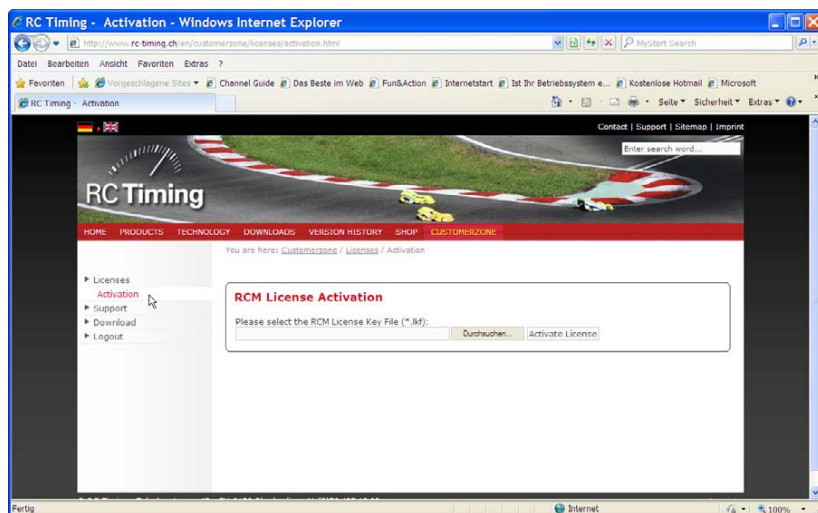 RC Timing - Activation - Windows Internet Explorer
http://www.rc-timing.ch/en/customerzone/licenses/activation.html
MyStart Search
Datei Bearbeiten Ansicht Favoriten Extras ?
Favoriten Vorgeschlagene Sites Channel Guide Das Beste im Web Fun&Action Internetstart Ist Ihr Betriebssystem e... Kostenlose Hotmail Microsoft
RC Timing - Activation
Seite Sicherheit Extras
Contact | Support | Sitemap | Imprint
Enter search word...
RC Timing
HOME PRODUCTS TECHNOLOGY DOWNLOADS VERSION HISTORY SHOP CUSTOMERZONE
You are here: Customerzone / Licenses / Activation
Licenses
Activation
Support
Download
Logout
RCM License Activation
Please select the RCM License Key File (*.lkf):
Durchsuchen... Activate License
Fertig
Internet
100%